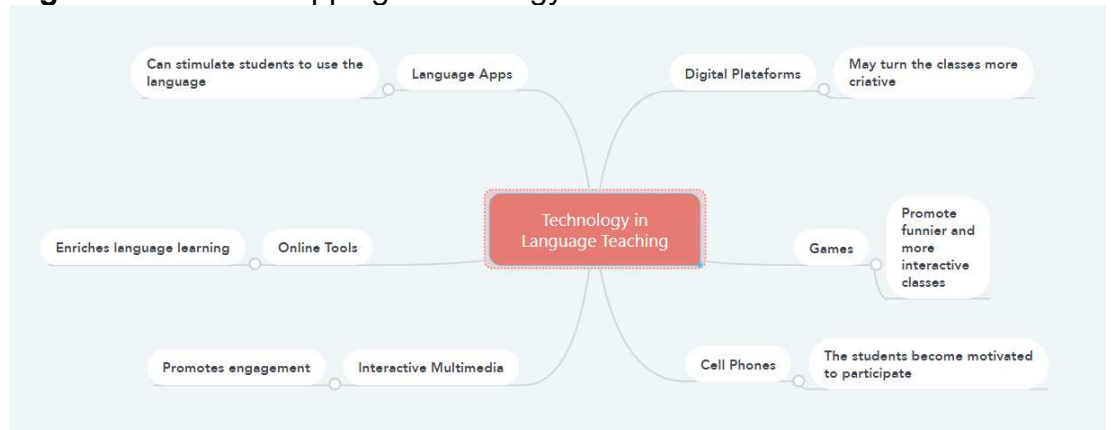 Can stimulate students to use the
language
Language Apps
Digital Plataforms
May turn the classes more
criative
Technology in
Language Teaching
Enriches language learning
Online Tools
Games
Promote
funnier and
more
interactive
classes
Promotes engagement
Interactive Multimedia
Cell Phones
The students become motivated
to participate